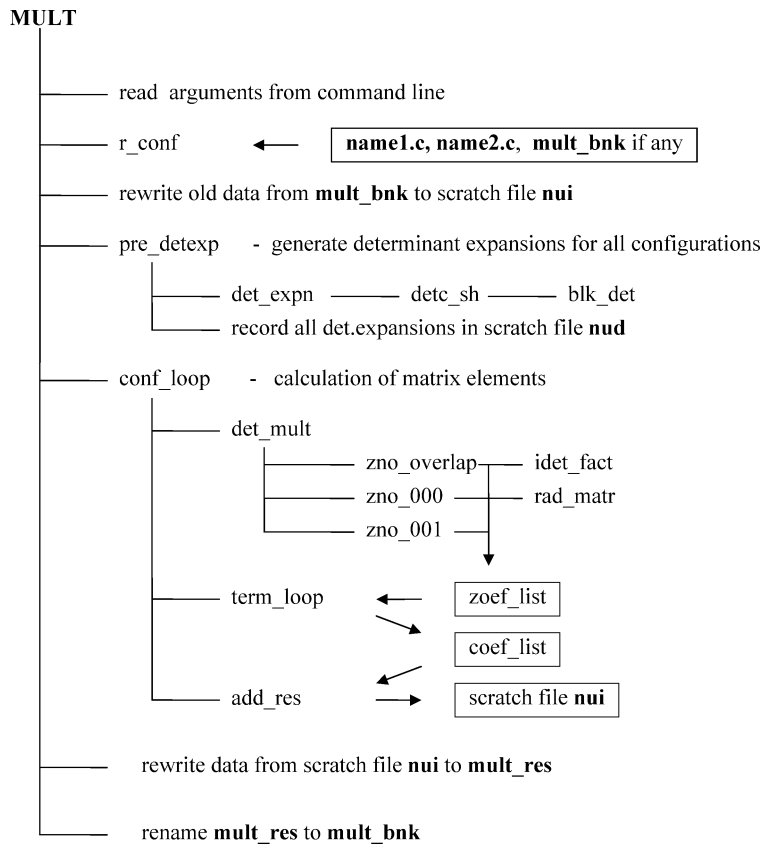 MULT
read arguments from command line
r_conf name1.c, name2.c, mult_bnk if any
rewrite old data from mult_bnk to scratch file nui
pre_detexp - generate determinant expansions for all configurations
det_expn detc_sh blk_det
record all det.expansions in scratch file nud
conf_loop - calculation of matrix elements
det_mult
zno_overlap idet_fact
zno_000 rad_matr
zno_001
term_loop zoef_list
coef_list
add_res scratch file nui
rewrite data from scratch file nui to mult_res
rename mult_res to mult_bnk